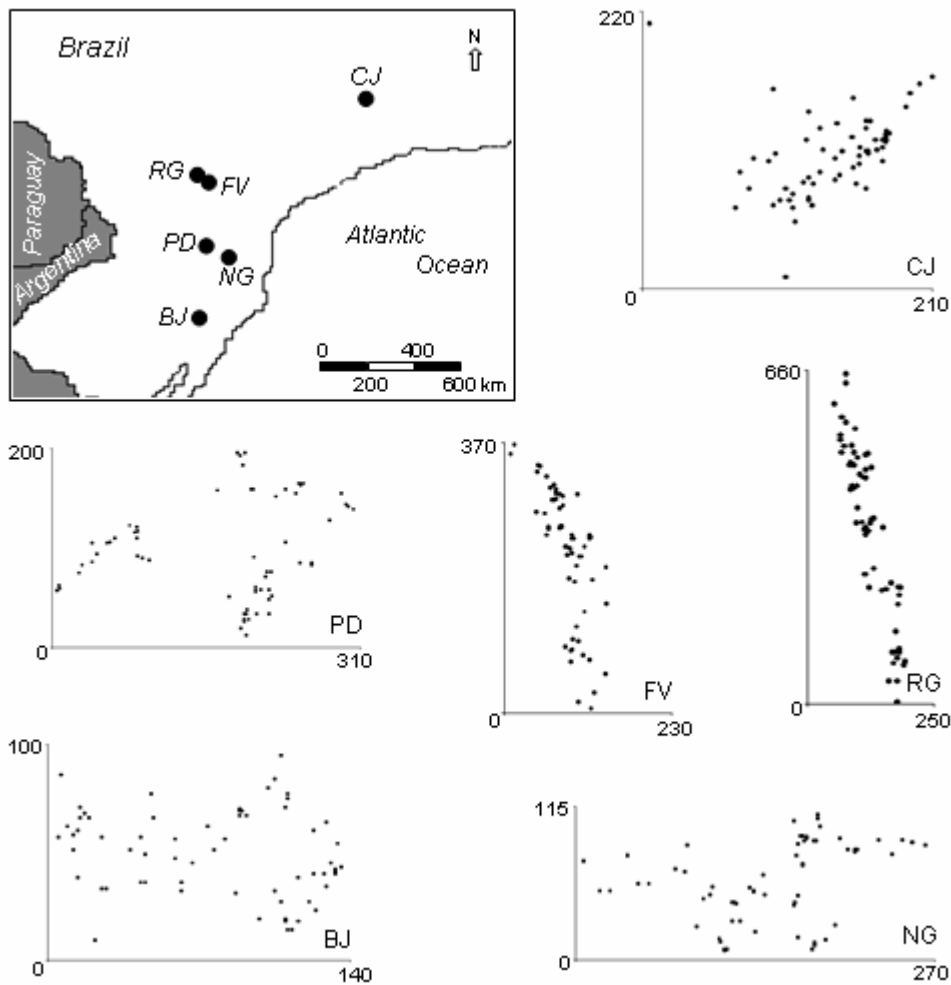 Brazil
N
CJ
RG
FV
Paraguay
Argentina
PD
NG
Atlantic
Ocean
BJ
0 400
200 600 km
220
CJ
0
210
200
PD
0
310
370
FV
0
230
660
RG
0
250
100
BJ
0
140
115
NG
0
270